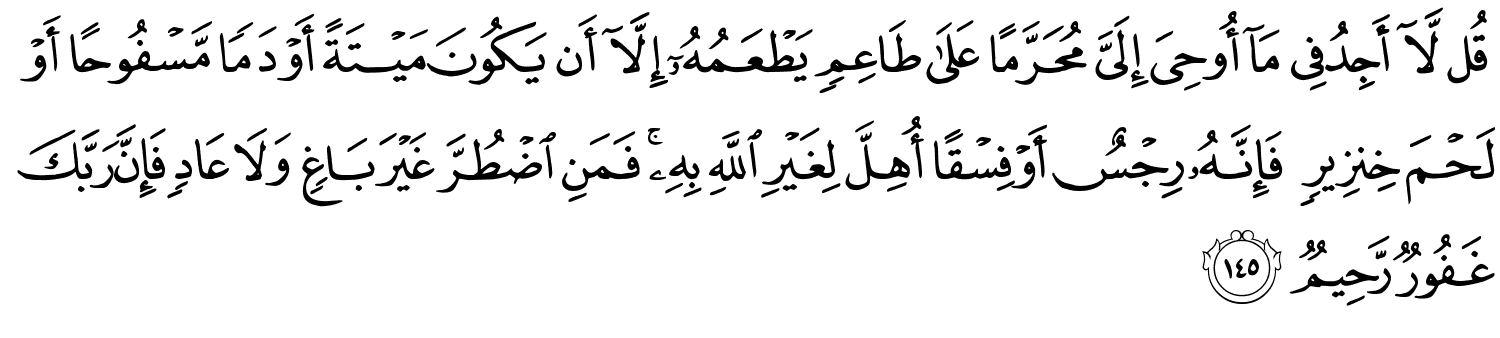 قُل لَّآ أَجِدُ فِى مَآ أُوحِىَ إِلَىَّ مُحَرَّمًا عَلَىٰ طَاعِمٍ يَطْعَمُهُۥٓ إِلَّآ أَن يَكُونَ مَيْتَةً أَوْ دَمًا مَّسْفُوحًا أَوْ
لَحْمَ خِنزِيرٍ فَإِنَّهُۥ رِجْسٌ أَوْ فِسْقًا أُهِلَّ لِغَيْرِ ٱللَّهِ بِهِۦ ۚ فَمَنِ ٱضْطُرَّ غَيْرَ بَاغٍ وَلَا عَادٍ فَإِنَّ رَبَّكَ
غَفُورٌ رَّحِيمٌ ١٤٥